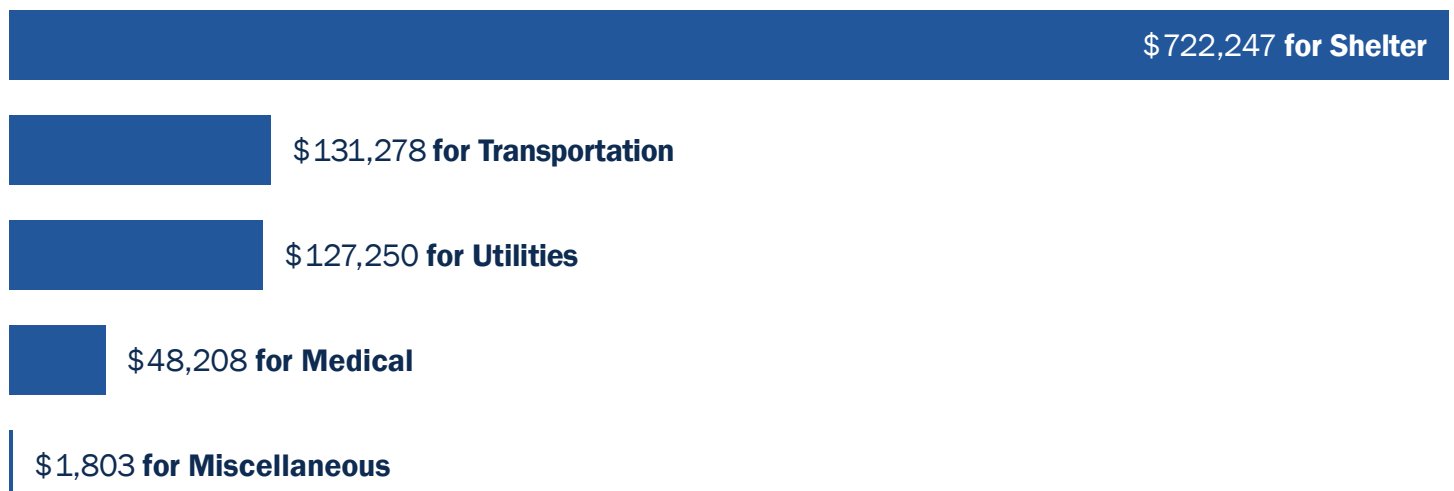 $722,247 for Shelter
$131,278 for Transportation
$127,250 for Utilities
$48,208 for Medical
$1,803 for Miscellaneous